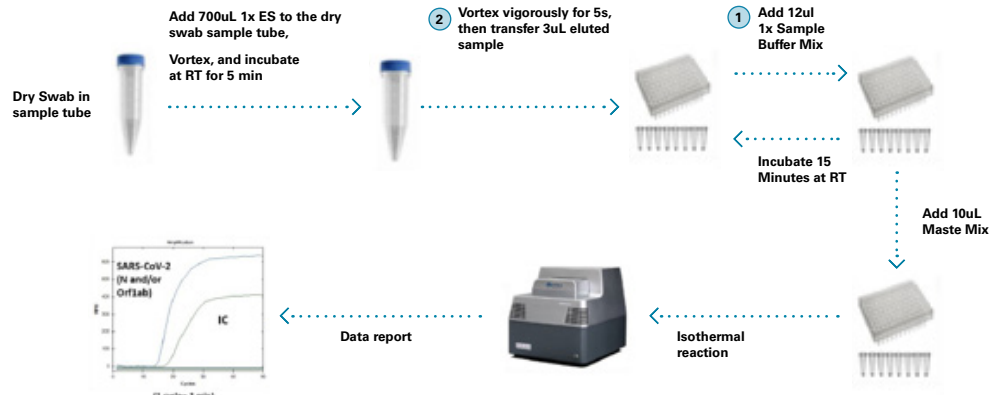 Add 700uL 1x ES to the dry
swab sample tube,
Vortex, and incubate
at RT for 5 min
Dry Swab in
sample tube
2
Vortex vigorously for 5s,
then transfer 3uL eluted
sample
1
Add 12ul
1x Sample
Buffer Mix
Incubate 15
Minutes at RT
Add 10uL
Maste Mix
Isothermal
reaction
Data report
Amplification
SARS-CoV-2
(N and/or
Orf1ab)
IC
Cycles